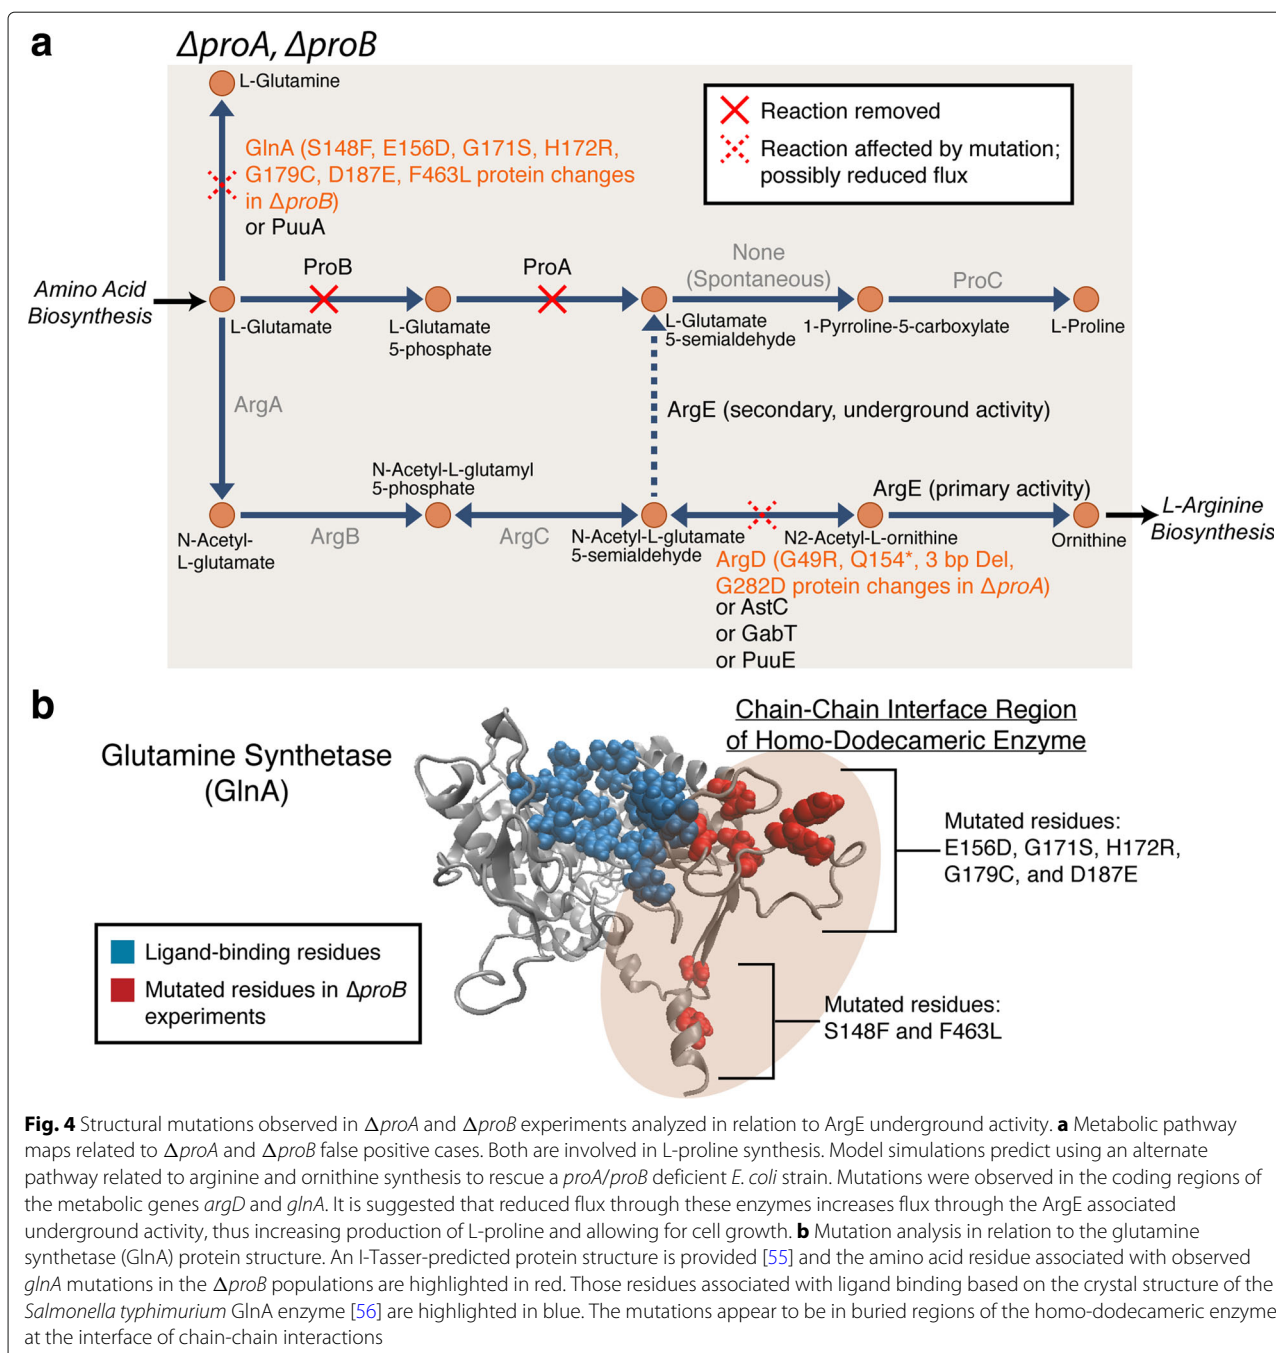 a
ΔproA, ΔproB
L-Glutamine
Reaction removed
Reaction affected by mutation;
possibly reduced flux
GlnA (S148F, E156D, G171S, H172R,
G179C, D187E, F463L protein changes
in ΔproB)
or PuuA
Amino Acid
Biosynthesis
ProB
ProA
None
(Spontaneous)
ProC
L-Glutamate
L-Glutamate
5-phosphate
L-Glutamate
5-semialdehyde
1-Pyrroline-5-carboxylate
L-Proline
ArgA
ArgE (secondary, underground activity)
N-Acetyl-L-glutamyl
5-phosphate
ArgE (primary activity)
L-Arginine
Biosynthesis
N-Acetyl-
L-glutamate
ArgB
ArgC
N-Acetyl-L-glutamate
5-semialdehyde
N2-Acetyl-L-ornithine
Ornithine
ArgD (G49R, Q154*, 3 bp Del,
G282D protein changes in ΔproA)
or AstC
or GabT
or PuuE
b
Glutamine Synthetase
(GlnA)
Chain-Chain Interface Region
of Homo-Dodecameric Enzyme
Mutated residues:
E156D, G171S, H172R,
G179C, and D187E
Ligand-binding residues
Mutated residues in ΔproB
experiments
Mutated residues:
S148F and F463L
Fig. 4 Structural mutations observed in ΔproA and ΔproB experiments analyzed in relation to ArgE underground activity. a Metabolic pathway
maps related to ΔproA and ΔproB false positive cases. Both are involved in L-proline synthesis. Model simulations predict using an alternate
pathway related to arginine and ornithine synthesis to rescue a proA/proB deficient E. coli strain. Mutations were observed in the coding regions of
the metabolic genes argD and glnA. It is suggested that reduced flux through these enzymes increases flux through the ArgE associated
underground activity, thus increasing production of L-proline and allowing for cell growth. b Mutation analysis in relation to the glutamine
synthetase (GlnA) protein structure. An I-Tasser-predicted protein structure is provided [55] and the amino acid residue associated with observed
glnA mutations in the ΔproB populations are highlighted in red. Those residues associated with ligand binding based on the crystal structure of the
Salmonella typhimurium GlnA enzyme [56] are highlighted in blue. The mutations appear to be in buried regions of the homo-dodecameric enzyme
at the interface of chain-chain interactions